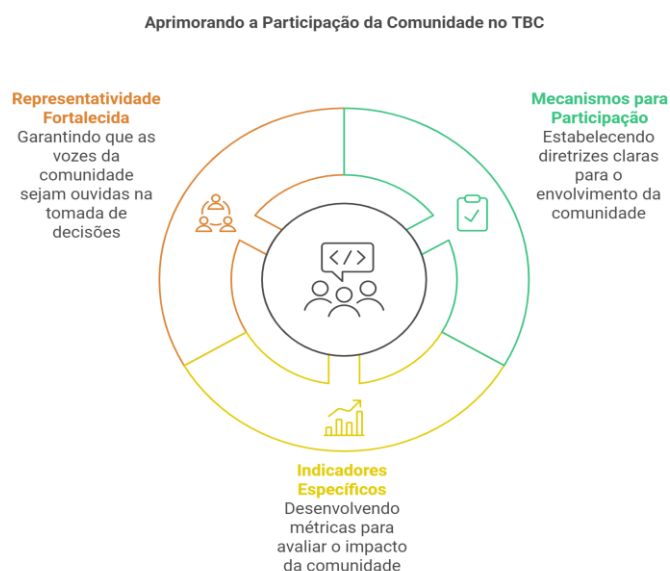 Aprimorando a Participação da Comunidade no TBC
Representatividade
Fortalecida
Garantindo que as
vozes da
comunidade
sejam ouvidas na
tomada de
decisões
Mecanismos para
Participação
Estabelecendo
diretrizes claras
para o
envolvimento da
comunidade
</>
Indicadores
Específicos
Desenvolvendo
métricas para
avaliar o impacto
da comunidade